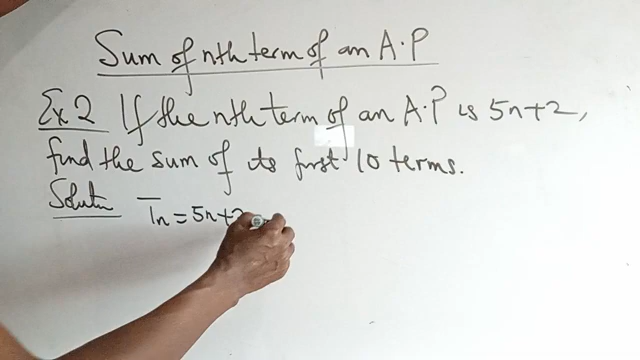 Sum of nth term of an A.P
Ex 2 If the nth term of an A.P is 5n+2,
find the sum of its first 10 terms.
Solution Tn = 5n+2